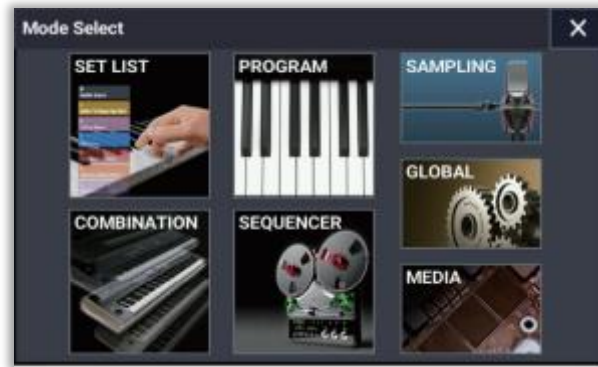 Mode Select
SET LIST
PROGRAM
SAMPLING
GLOBAL
COMBINATION
SEQUENCER
MEDIA